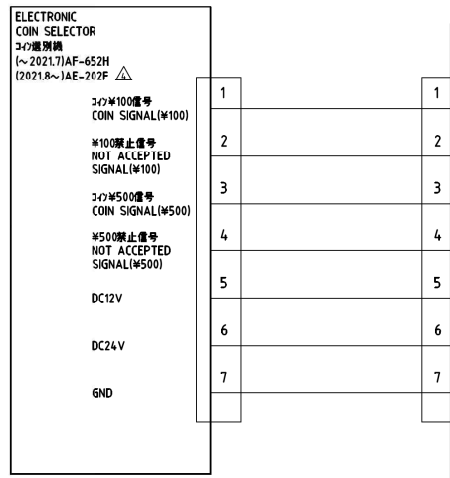 ELECTRONIC
COIN SELECTOR
ｺｲﾝ選別機
(～2021.7)AF-652H
(2021.8～)AE-202F 4
ｺｲﾝ¥100信号
COIN SIGNAL(¥100)
¥100禁止信号
NOT ACCEPTED
SIGNAL(¥100)
ｺｲﾝ¥500信号
COIN SIGNAL(¥500)
¥500禁止信号
NOT ACCEPTED
SIGNAL(¥500)
DC12V
DC24V
GND
1 1
2 2
3 3
4 4
5 5
6 6
7 7